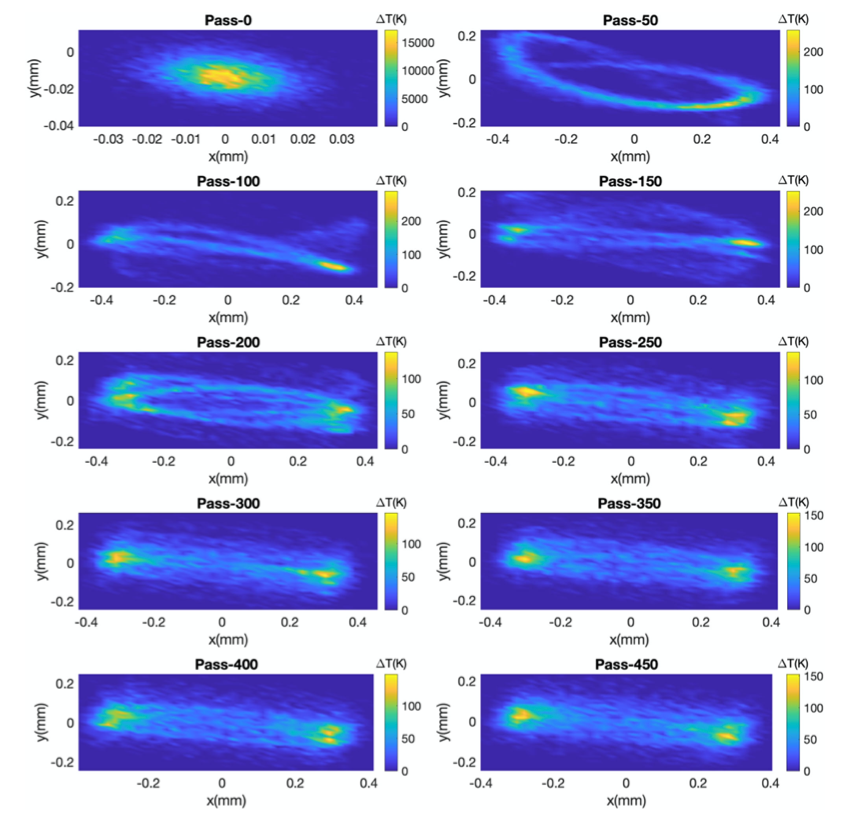 Pass-0
ΔT(K)
y(mm)
0
-0.02
-0.04
-0.03 -0.02 -0.01 0 0.01 0.02 0.03
x(mm)
15000
10000
5000
0
Pass-50
ΔT(K)
y(mm)
0.2
0
-0.2
-0.4 -0.2 0 0.2 0.4
x(mm)
200
100
0
Pass-100
ΔT(K)
y(mm)
0.2
0
-0.2
-0.4 -0.2 0 0.2 0.4
x(mm)
200
100
0
Pass-150
ΔT(K)
y(mm)
0.2
0
-0.2
-0.4 -0.2 0 0.2 0.4
x(mm)
200
100
0
Pass-200
ΔT(K)
y(mm)
0.2
0
-0.2
-0.4 -0.2 0 0.2 0.4
x(mm)
100
50
0
Pass-250
ΔT(K)
y(mm)
0.2
0
-0.2
-0.4 -0.2 0 0.2 0.4
x(mm)
100
50
0
Pass-300
ΔT(K)
y(mm)
0.2
0
-0.2
-0.4 -0.2 0 0.2 0.4
x(mm)
100
50
0
Pass-350
ΔT(K)
y(mm)
0.2
0
-0.2
-0.4 -0.2 0 0.2 0.4
x(mm)
150
100
50
0
Pass-400
ΔT(K)
y(mm)
0.2
0
-0.2
-0.2 0 0.2 0.4
x(mm)
100
50
0
Pass-450
ΔT(K)
y(mm)
0.2
0
-0.2
-0.4 -0.2 0 0.2 0.4
x(mm)
150
100
50
0